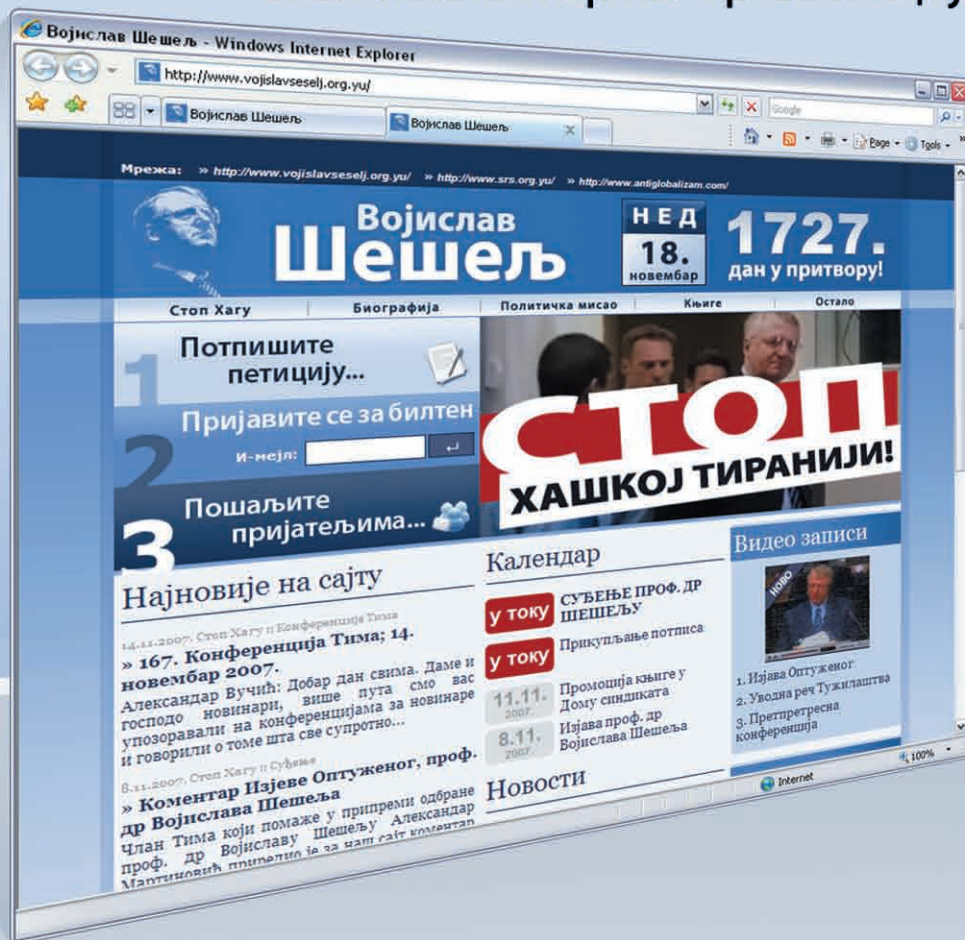 Војислав Шешељ - Windows Internet Explorer
http://www.vojislavseselj.org.yu/
Google
Војислав Шешељ
Војислав Шешељ
Page
Tools
Мрежа: » http://www.vojislavseselj.org.yu/ » http://www.srs.org.yu/ » http://www.antiglobalizam.com/
Војислав
Шешељ
НЕД
18.
новембар
1727.
дан у притвору!
Стоп Хагу
Биографија
Политичка мисао
Књиге
Остало
1
Потпишите
петицију...
2
Пријавите се за билтен
И-мејл:
3
Пошаљите
пријатељима...
СТОП
ХАШКОЈ ТИРАНИЈИ!
Најновије на сајту
14.11.2007. Стоп Хагу :: Конференције Тима
» 167. Конференција Тима; 14.
новембар 2007.
Александар Вучић: Добар дан свима. Даме и
господо новинари, више пута смо вас
упозоравали на конференцијама за новинаре
и говорили о томе шта све супротно...
8.11.2007. Стоп Хагу :: Суђење
» Коментар Изјеве Оптуженог, проф.
др Војислава Шешеља
Члан Тима који помаже у припреми одбране
проф. др Војиславу Шешељу Александар
Мартиновић приредио је за наш сајт коментар
Календар
у току
СУЂЕЊЕ ПРОФ. ДР
ШЕШЕЉУ
у току
Прикупљање потписа
11.11.
2007.
Промоција књиге у
Дому синдиката
8.11.
2007.
Изјава проф. др
Војислава Шешеља
Новости
Видео записи
НОВО
1. Изјава Оптуженог
2. Уводна реч Тужилаштва
3. Претпретресна
конференција
Internet
100%